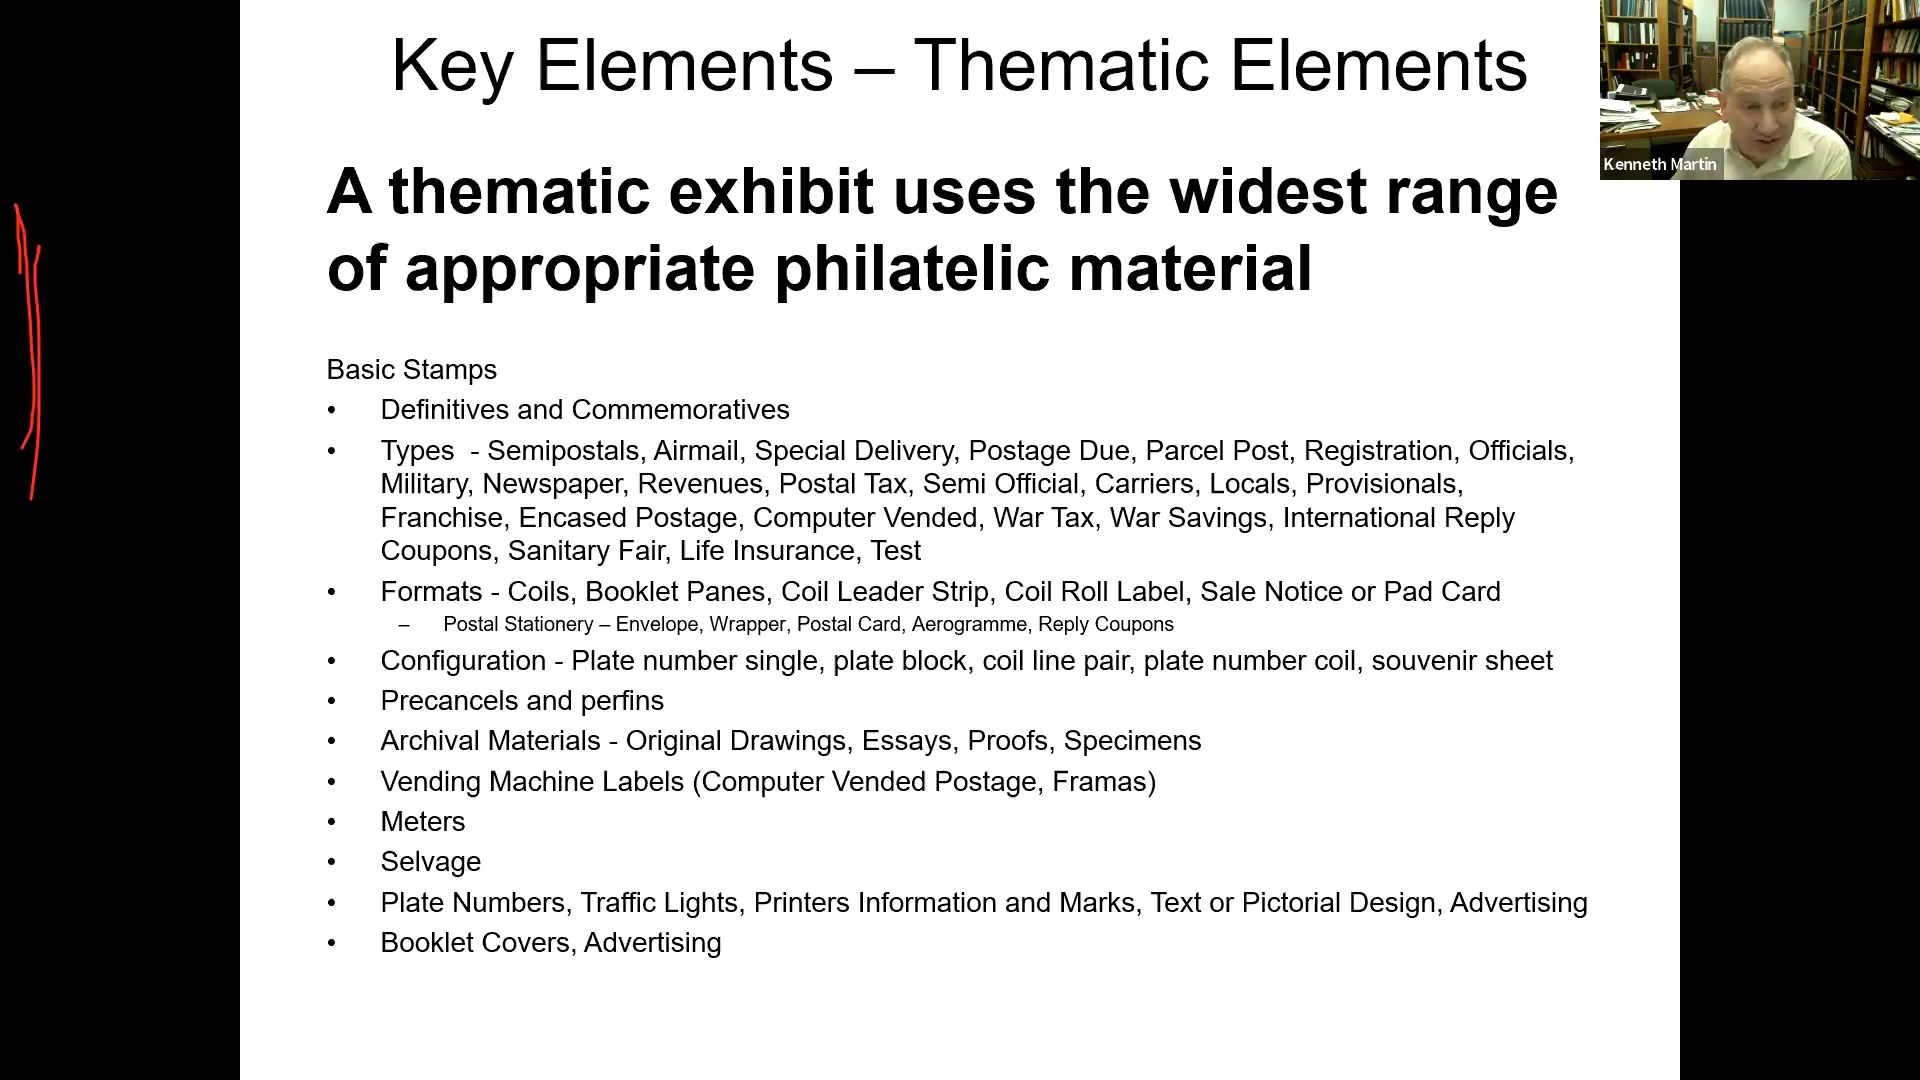 Key Elements – Thematic Elements
Kenneth Martin
A thematic exhibit uses the widest range
of appropriate philatelic material
Basic Stamps
• Definitives and Commemoratives
• Types  - Semipostals, Airmail, Special Delivery, Postage Due, Parcel Post, Registration, Officials,
Military, Newspaper, Revenues, Postal Tax, Semi Official, Carriers, Locals, Provisionals,
Franchise, Encased Postage, Computer Vended, War Tax, War Savings, International Reply
Coupons, Sanitary Fair, Life Insurance, Test
• Formats - Coils, Booklet Panes, Coil Leader Strip, Coil Roll Label, Sale Notice or Pad Card
– Postal Stationery – Envelope, Wrapper, Postal Card, Aerogramme, Reply Coupons
• Configuration - Plate number single, plate block, coil line pair, plate number coil, souvenir sheet
• Precancels and perfins
• Archival Materials - Original Drawings, Essays, Proofs, Specimens
• Vending Machine Labels (Computer Vended Postage, Framas)
• Meters
• Selvage
• Plate Numbers, Traffic Lights, Printers Information and Marks, Text or Pictorial Design, Advertising
• Booklet Covers, Advertising